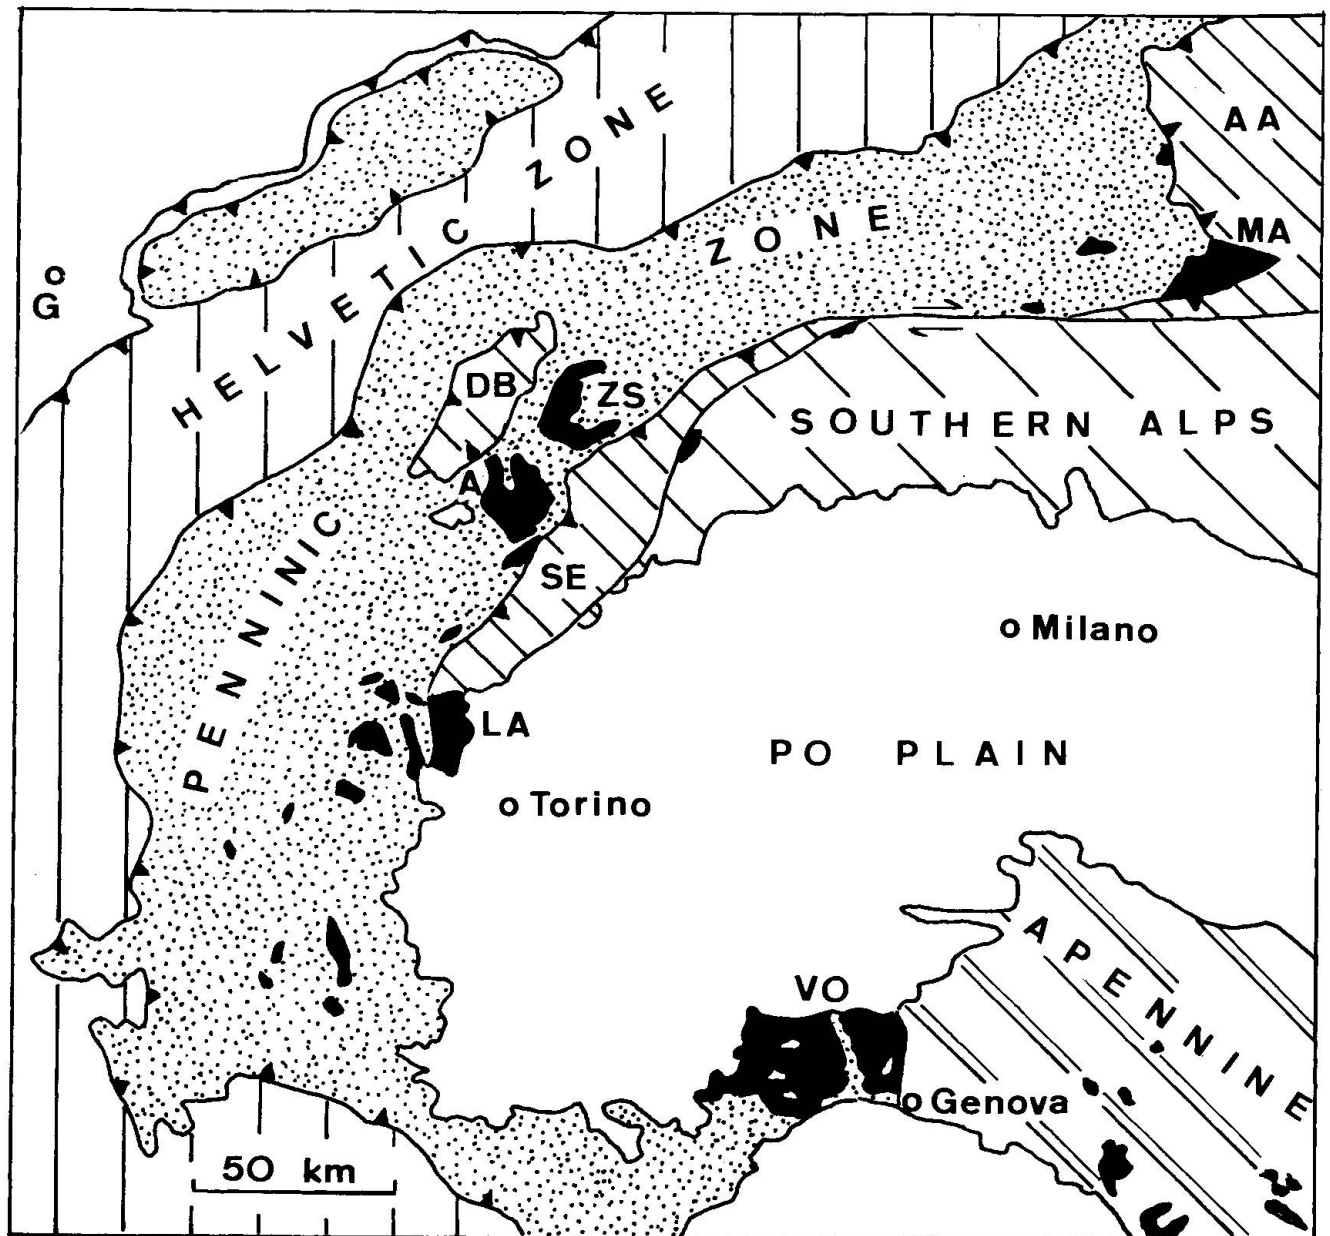 AA
HELVETIC ZONE
MA
ZONE
G
DB
ZS
SOUTHERN ALPS
A
PENNINIC
SE
Milano
LA
PO PLAIN
Torino
VO
APENNINE
Genova
50 km